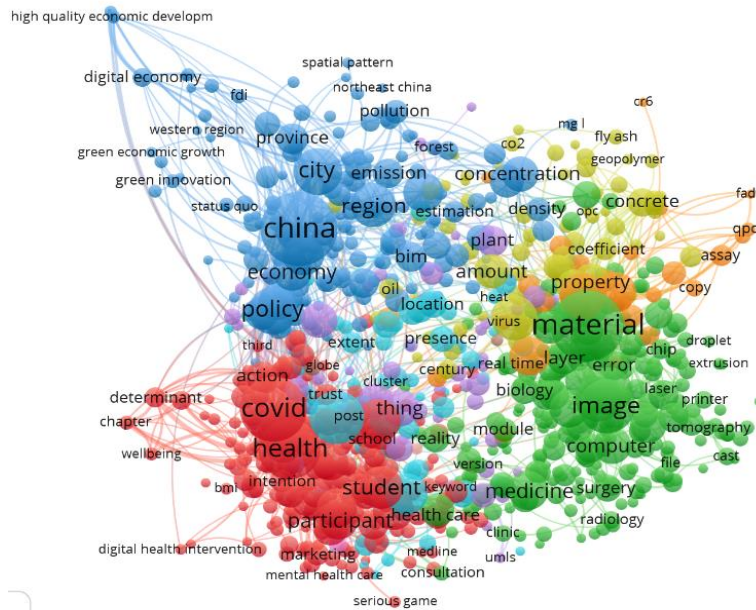 high quality economic developm
digital economy
spatial pattern
fdi
northeast china
pollution
cr6
western region
province
mg l
fly ash
co2
forest
green economic growth
city
emission
geopolymer
concentration
green innovation
fad
status quo
region
estimation
density
opc
concrete
china
qpc
plant
coefficient
bim
assay
economy
amount
oil
heat
property
copy
policy
location
virus
material
third
extent
presence
droplet
globe
century
real time
layer
error
chip
extrusion
action
cluster
trust
biology
laser
determinant
covid
post
thing
image
printer
chapter
school
reality
module
tomography
wellbeing
health
computer
cast
version
file
bmi
intention
student
keyword
medicine
surgery
participant
health care
radiology
digital health intervention
marketing
medline
clinic
umls
mental health care
consultation
serious game